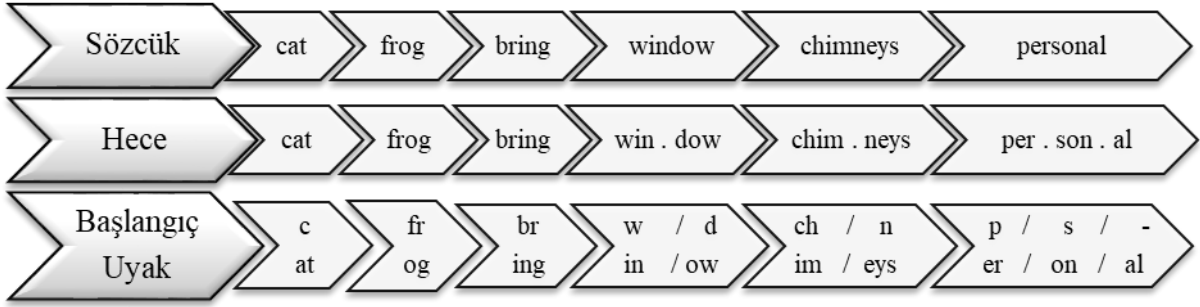 Sözcük cat frog bring window chimneys personal
Hece cat frog bring win . dow chim . neys per . son . al
Başlangıç c fr br w / d ch / n p / s / -
Uyak at og ing in / ow im / eys er / on / al